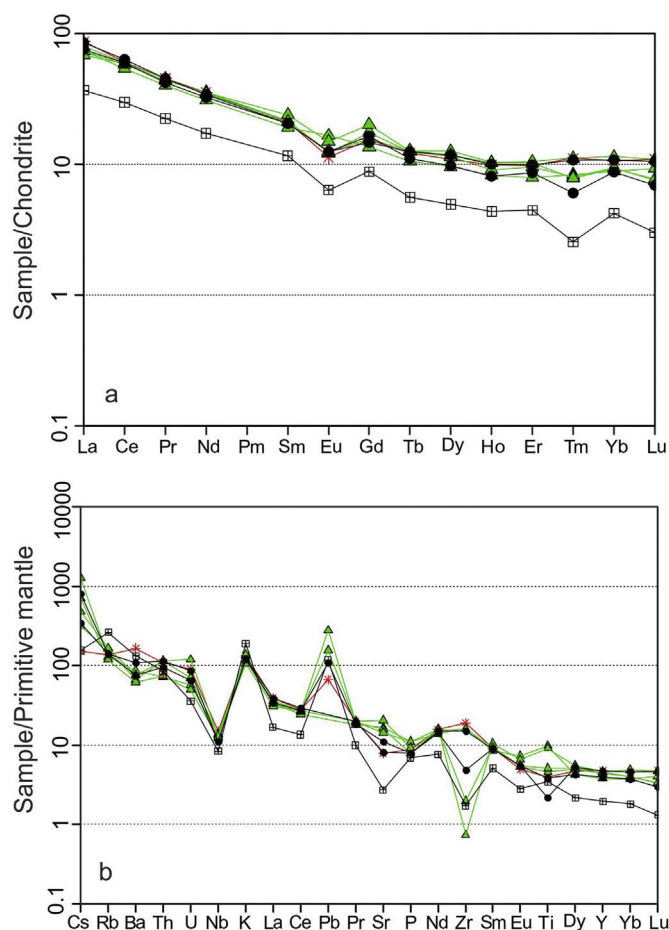 100
10
1
0.1
Sample/Chondrite
a
La Ce Pr Nd Pm Sm Eu Gd Tb Dy Ho Er Tm Yb Lu
10000
1000
100
10
1
0.1
Sample/Primitive mantle
b
Cs Rb Ba Th U Nb K La Ce Pb Pr Sr P Nd Zr Sm Eu Ti Dy Y Yb Lu